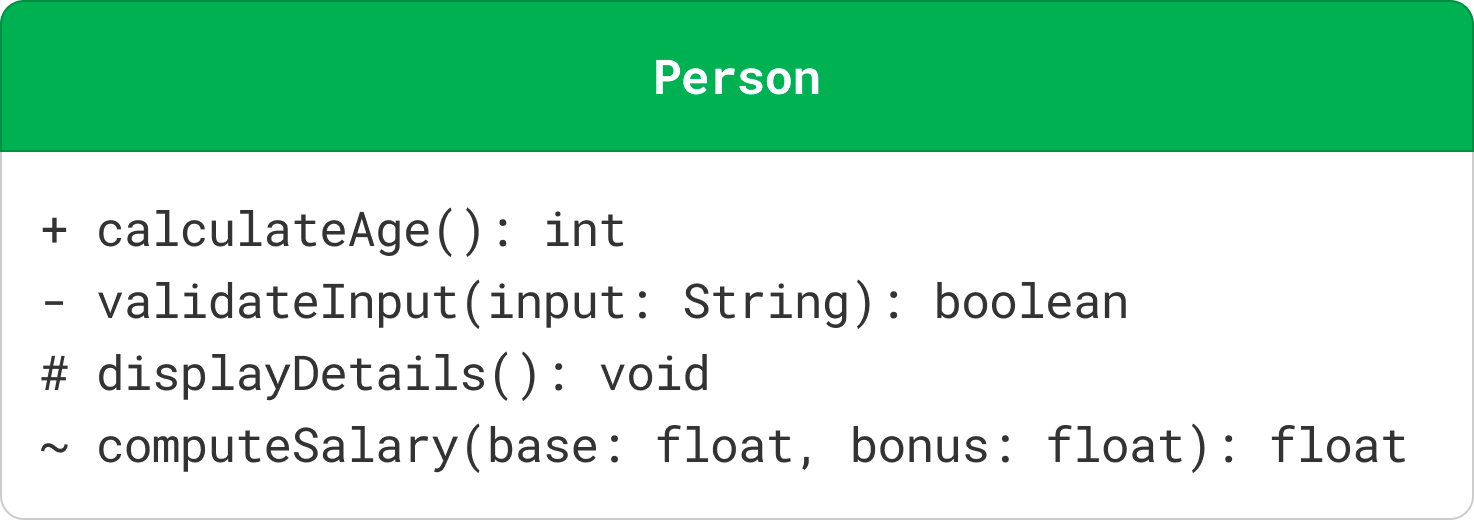 Person
+ calculateAge(): int
- validateInput(input: String): boolean
# displayDetails(): void
~ computeSalary(base: float, bonus: float): float